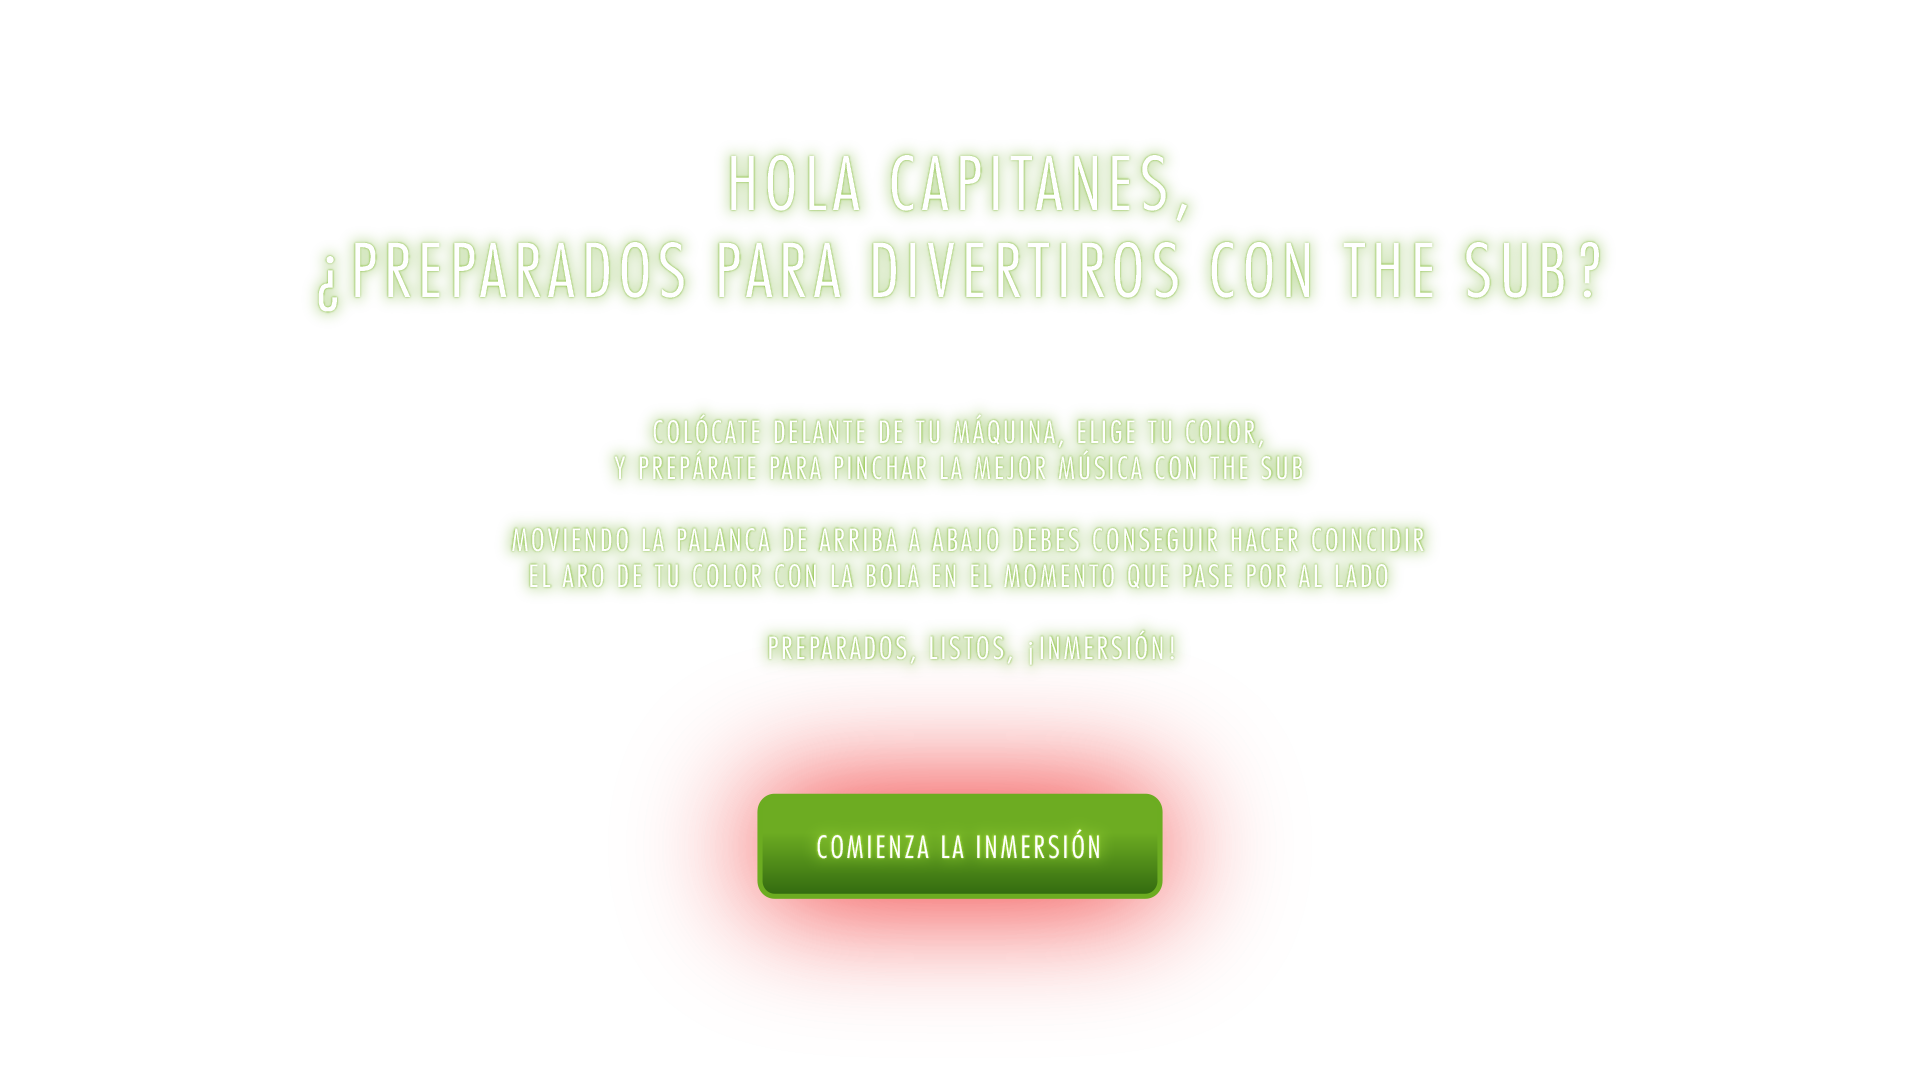 HOLA CAPITANES,
¿PREPARADOS PARA DIVERTIROS CON THE SUB?
COLÓCATE DELANTE DE TU MÁQUINA, ELIGE TU COLOR,
Y PREPÁRATE PARA PINCHAR LA MEJOR MÚSICA CON THE SUB
MOVIENDO LA PALANCA DE ARRIBA A ABAJO DEBES CONSEGUIR HACER COINCIDIR
EL ARO DE TU COLOR CON LA BOLA EN EL MOMENTO QUE PASE POR AL LADO
PREPARADOS, LISTOS, ¡INMERSIÓN!
COMIENZA LA INMERSIÓN